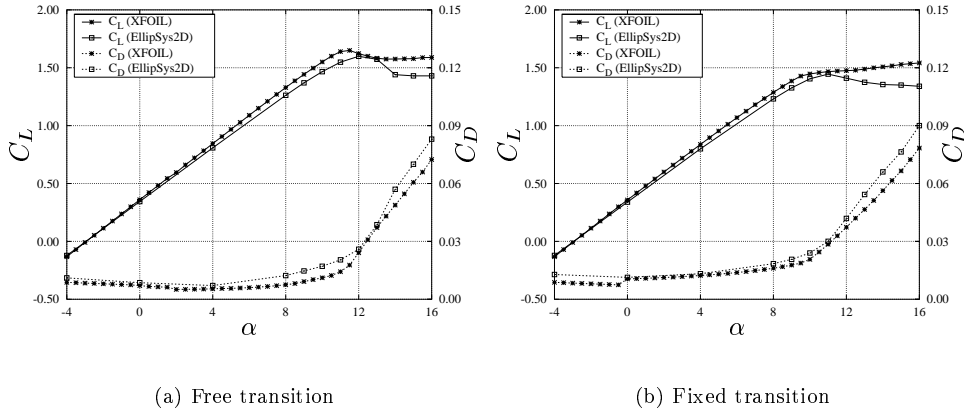 C_L (XFOIL)
C_L (EllipSys2D)
C_D (XFOIL)
C_D (EllipSys2D)
2.00
1.50
1.00
0.50
0.00
-0.50
C_L
0.15
0.12
0.09
0.06
0.03
0.00
C_D
-4
0
4
8
12
16
α
(a) Free transition
C_L (XFOIL)
C_L (EllipSys2D)
C_D (XFOIL)
C_D (EllipSys2D)
2.00
1.50
1.00
0.50
0.00
-0.50
C_L
0.15
0.12
0.09
0.06
0.03
0.00
C_D
-4
0
4
8
12
16
α
(b) Fixed transition